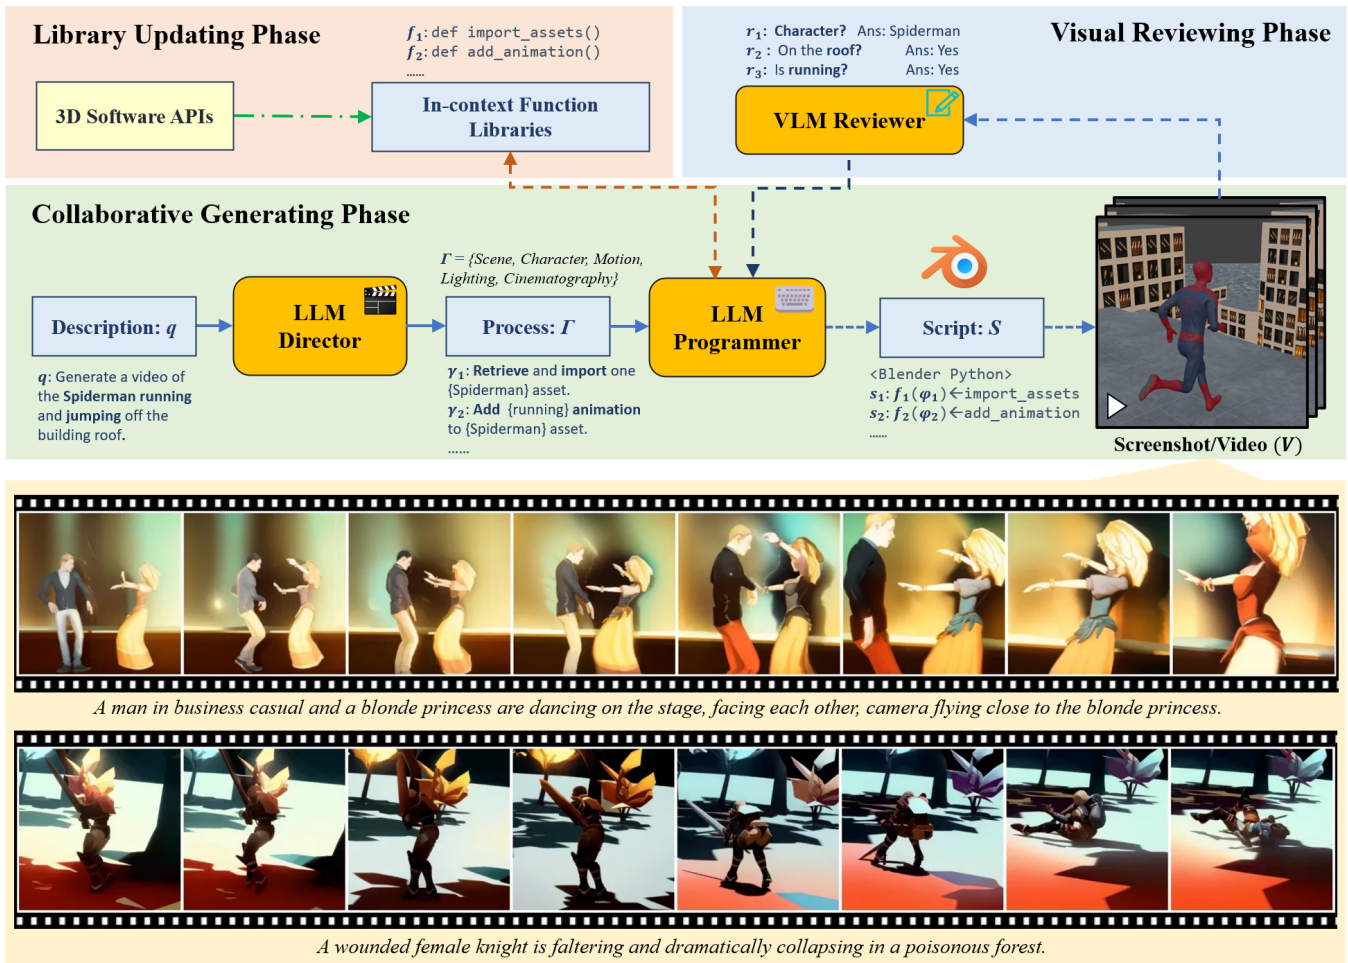 Library Updating Phase
f₁: def import_assets()
f₂: def add_animation()
......
3D Software APIs
In-context Function
Libraries
Visual Reviewing Phase
r₁: Character? Ans: Spiderman
r₂ : On the roof? Ans: Yes
r₃: Is running? Ans: Yes
VLM Reviewer
Collaborative Generating Phase
Description: q
q: Generate a video of
the Spiderman running
and jumping off the
building roof.
LLM
Director
Γ = {Scene, Character, Motion,
Lighting, Cinematography}
Process: Γ
γ₁: Retrieve and import one
{Spiderman} asset.
γ₂: Add {running} animation
to {Spiderman} asset.
......
LLM
Programmer
Script: S
<Blender Python>
s₁: f₁(φ₁)←import_assets
s₂: f₂(φ₂)←add_animation
......
Screenshot/Video (V)
A man in business casual and a blonde princess are dancing on the stage, facing each other, camera flying close to the blonde princess.
A wounded female knight is faltering and dramatically collapsing in a poisonous forest.